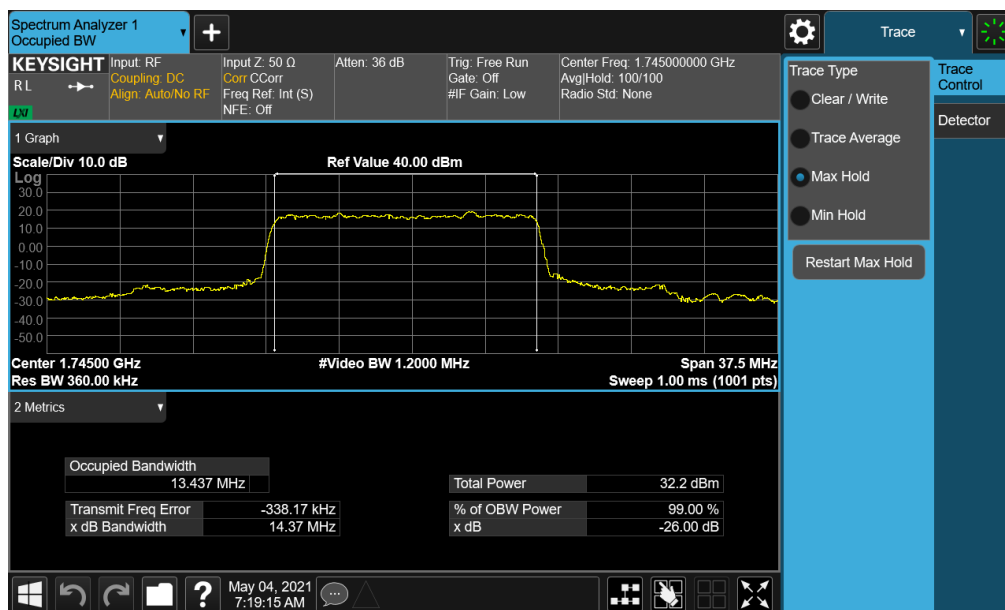 Spectrum Analyzer 1
Occupied BW
Trace
KEYSIGHT
RL
LXI
Input: RF
Coupling: DC
Align: Auto/No RF
Input Z: 50 Ω
Corr CCorr
Freq Ref: Int (S)
NFE: Off
Atten: 36 dB
Trig: Free Run
Gate: Off
#IF Gain: Low
Center Freq: 1.745000000 GHz
Avg|Hold: 100/100
Radio Std: None
Trace Type
Clear / Write
Trace Average
Max Hold
Min Hold
Restart Max Hold
Trace
Control
Detector
1 Graph
Scale/Div 10.0 dB
Ref Value 40.00 dBm
Log
30.0
20.0
10.0
0.00
-10.0
-20.0
-30.0
-40.0
-50.0
Center 1.74500 GHz
#Video BW 1.2000 MHz
Span 37.5 MHz
Res BW 360.00 kHz
Sweep 1.00 ms (1001 pts)
2 Metrics
Occupied Bandwidth
13.437 MHz
Total Power 32.2 dBm
Transmit Freq Error -338.17 kHz
% of OBW Power 99.00 %
x dB Bandwidth 14.37 MHz
x dB -26.00 dB
?
May 04, 2021
7:19:15 AM